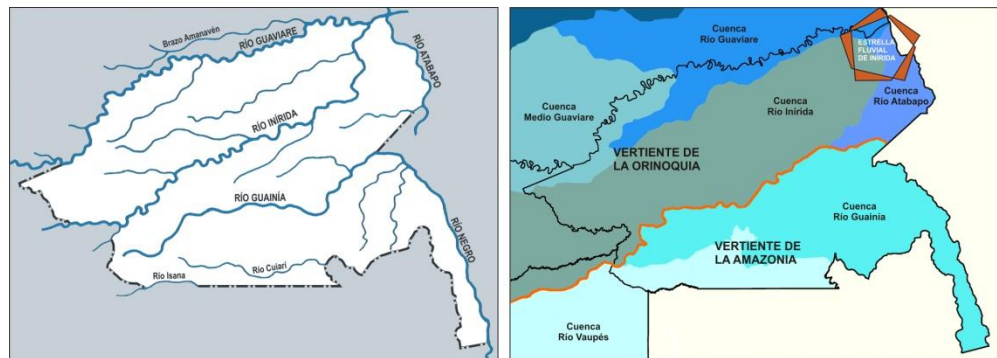 Brazo Amanavén
RÍO GUAVIARE
RÍO ATABAPO
RÍO INÍRIDA
RÍO GUAINÍA
RÍO NEGRO
Río Isana
Río Cuiarí
Cuenca
Río Guaviare
ESTRELLA
FLUVIAL
DE INÍRIDA
Cuenca
Medio Guaviare
Cuenca
Río Inírida
Cuenca
Río Atabapo
VERTIENTE DE
LA ORINOQUIA
Cuenca
Río Guainía
VERTIENTE DE
LA AMAZONIA
Cuenca
Río Vaupés